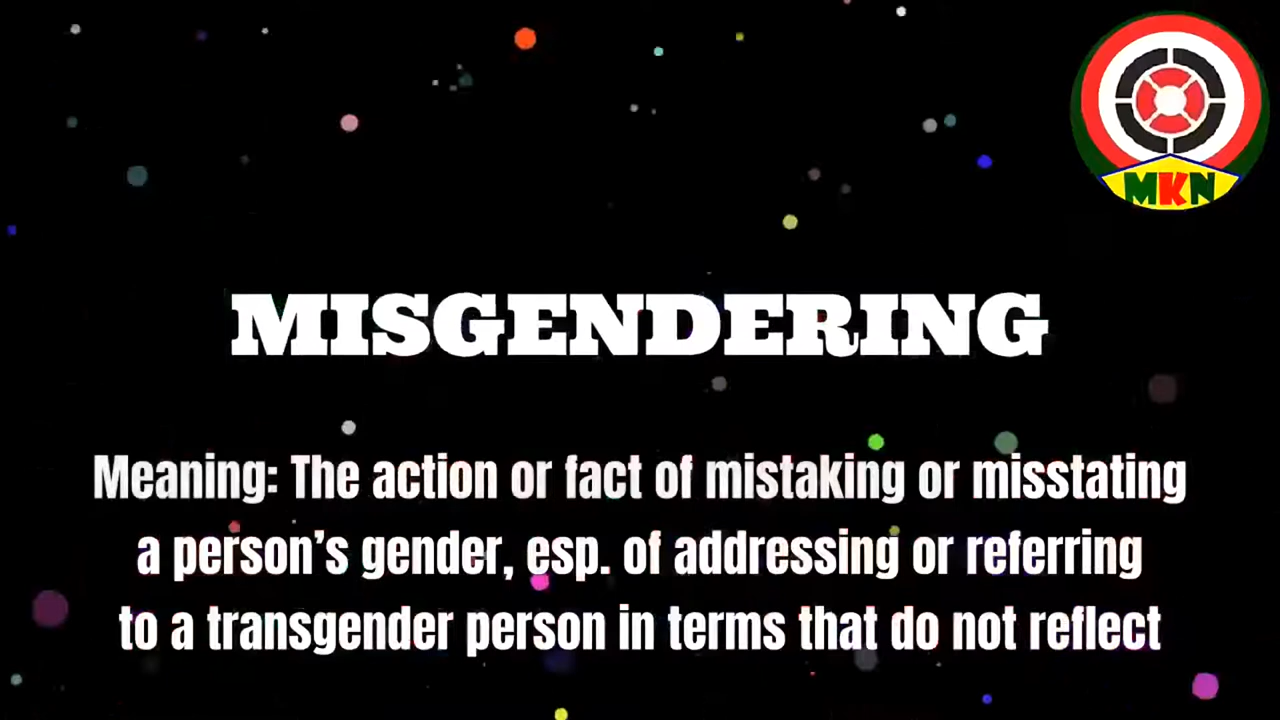 MKN
MISGENDERING
Meaning: The action or fact of mistaking or misstating
a person’s gender, esp. of addressing or referring
to a transgender person in terms that do not reflect